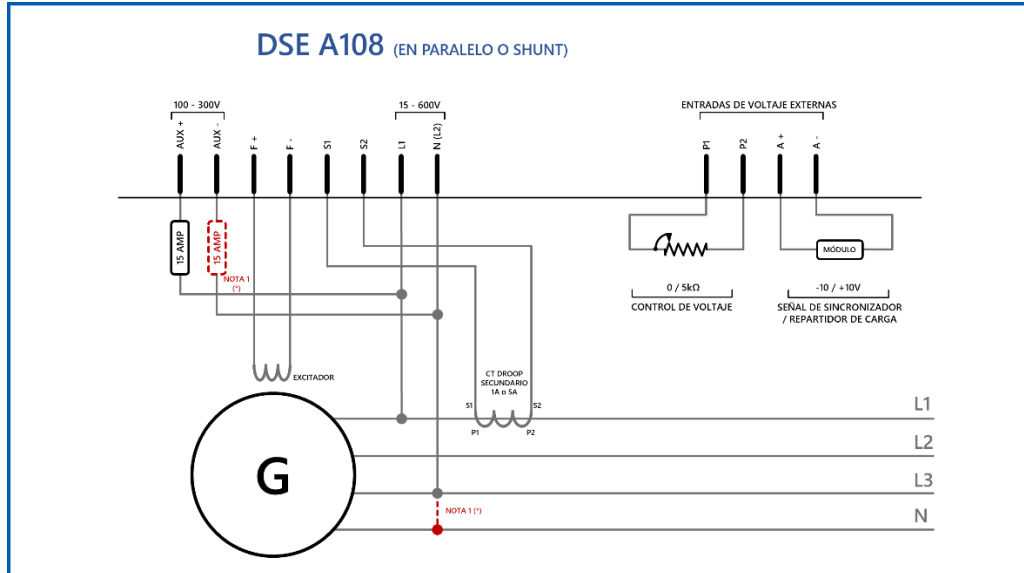 DSE A108 (EN PARALELO O SHUNT)
100 - 300V
15 - 600V
ENTRADAS DE VOLTAJE EXTERNAS
AUX +
AUX -
F +
F -
S1
S2
L1
N (L2)
P1
P2
A +
A -
15 AMP
15 AMP
NOTA 1
(*)
MÓDULO
0 / 5kΩ
CONTROL DE VOLTAJE
-10 / +10V
SEÑAL DE SINCRONIZADOR
/ REPARTIDOR DE CARGA
EXCITADOR
CT DROOP
SECUNDARIO
1A o 5A
S1
S2
P1
P2
L1
L2
L3
N
G
NOTA 1 (*)